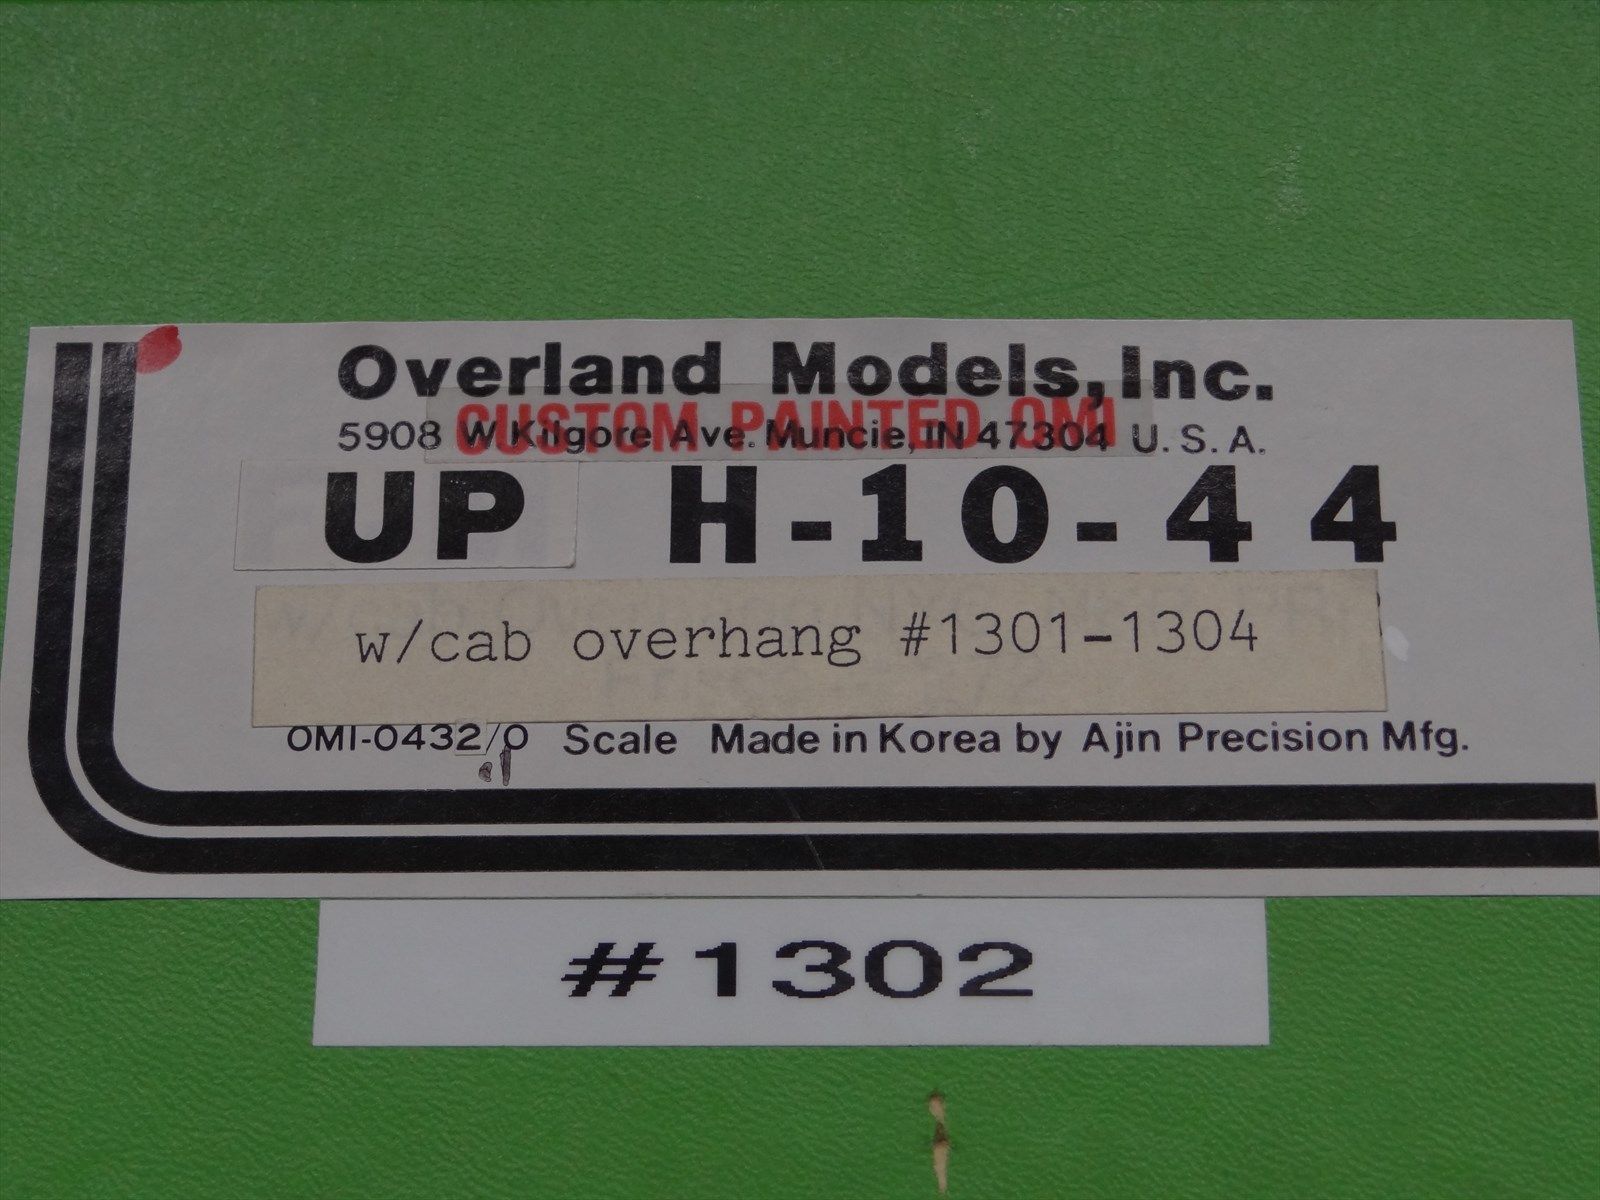 Overland Models, Inc.
CUSTOM PAINTED OMI
5908 W. Kilgore Ave. Muncie, IN 47304 U.S.A.
UP H-10-44
w/cab overhang #1301-1304
OMI-0432/O Scale Made in Korea by Ajin Precision Mfg.
#1302